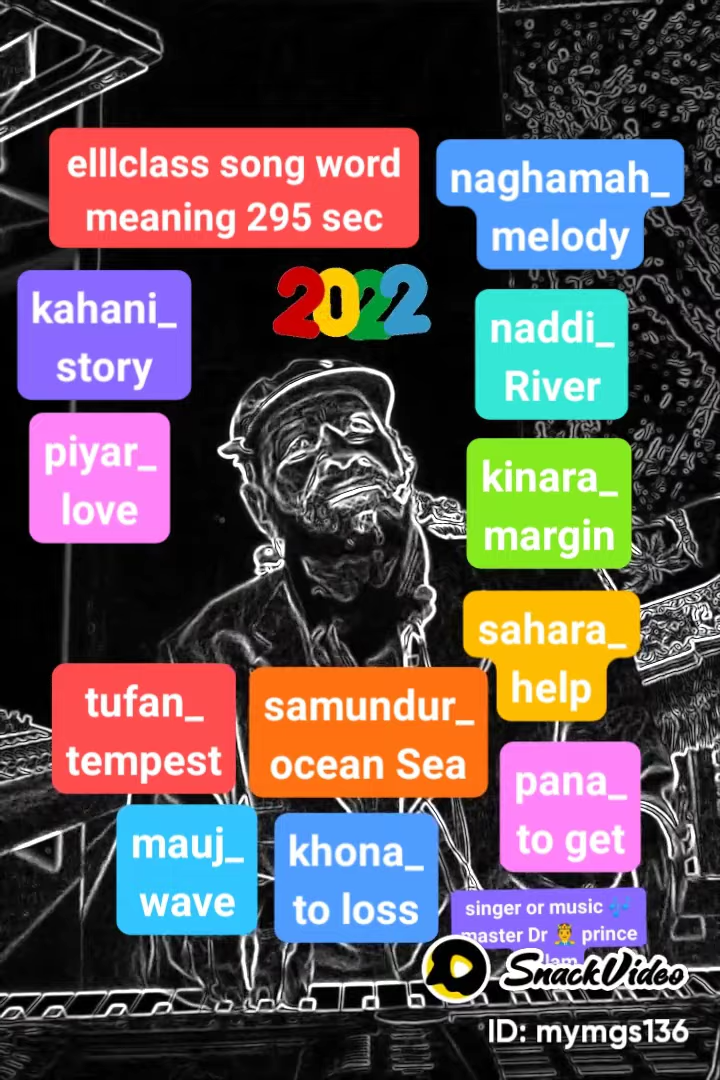 elllclass song word
meaning 295 sec
naghamah_
melody
2022
kahani_
story
naddi_
River
piyar_
love
kinara_
margin
sahara_
help
tufan_
tempest
samundur_
ocean Sea
pana_
to get
mauj_
wave
khona_
to loss
singer or music 🎶
master Dr 🤴 prince
SnackVideo
ID: mymgs136